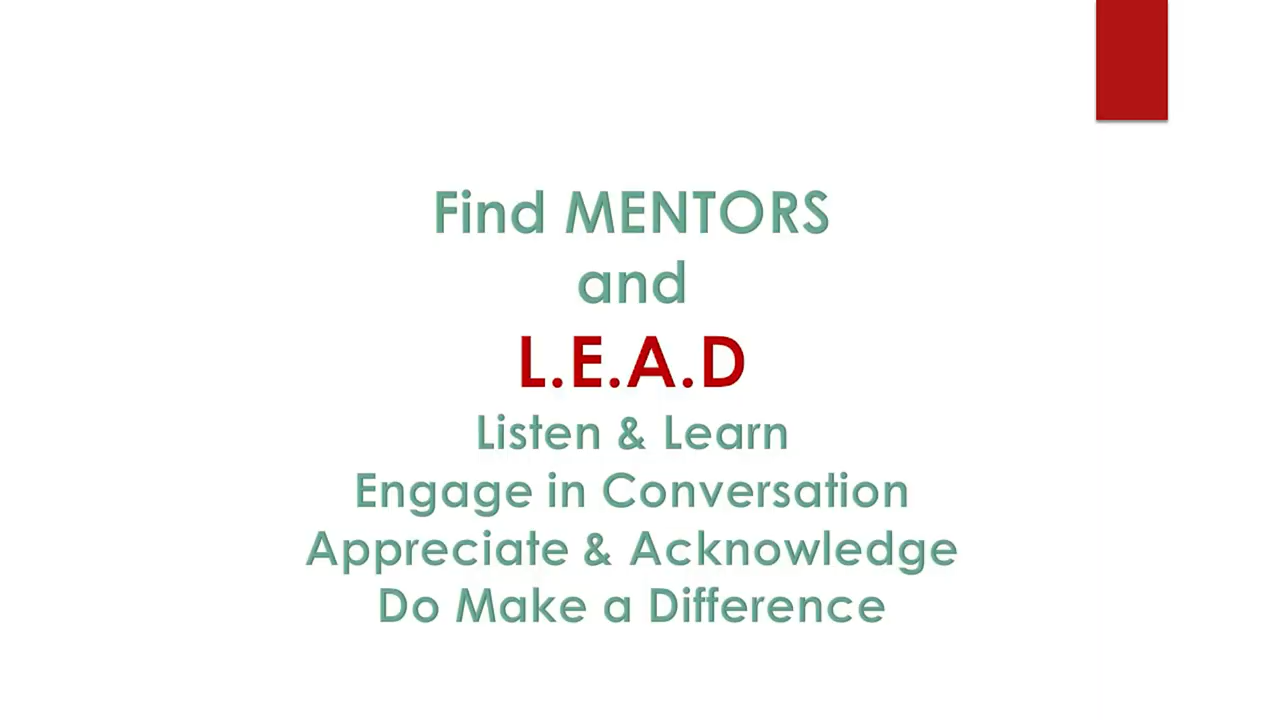 Find MENTORS
and
L.E.A.D
Listen & Learn
Engage in Conversation
Appreciate & Acknowledge
Do Make a Difference